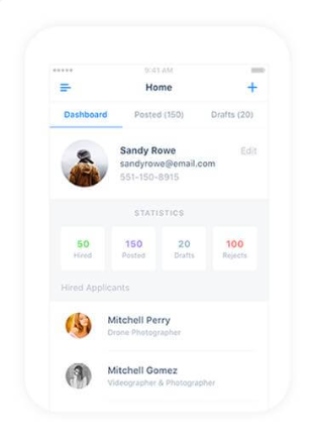 9:41 AM
Home
Dashboard Posted (150) Drafts (20)
Sandy Rowe Edit
sandyrowe@email.com
551-150-8915
STATISTICS
50 150 20 100
Hired Posted Drafts Rejects
Hired Applicants
Mitchell Perry
Drone Photographer
Mitchell Gomez
Videographer & Photographer